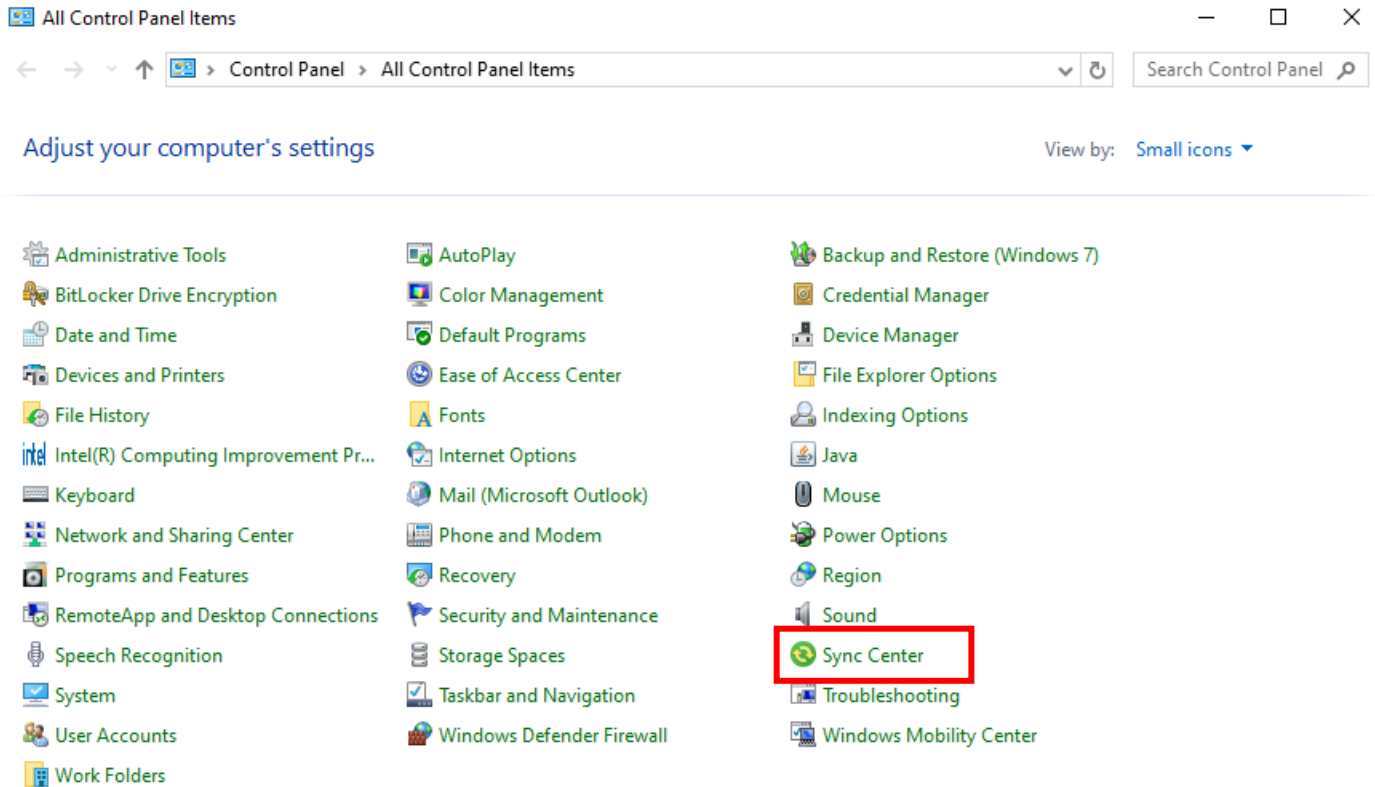 All Control Panel Items
Control Panel > All Control Panel Items
Search Control Panel
Adjust your computer's settings
View by: Small icons
Administrative Tools AutoPlay Backup and Restore (Windows 7)
BitLocker Drive Encryption Color Management Credential Manager
Date and Time Default Programs Device Manager
Devices and Printers Ease of Access Center File Explorer Options
File History Fonts Indexing Options
intel Intel(R) Computing Improvement Pr... Internet Options Java
Keyboard Mail (Microsoft Outlook) Mouse
Network and Sharing Center Phone and Modem Power Options
Programs and Features Recovery Region
RemoteApp and Desktop Connections Security and Maintenance Sound
Speech Recognition Storage Spaces Sync Center
System Taskbar and Navigation Troubleshooting
User Accounts Windows Defender Firewall Windows Mobility Center
Work Folders